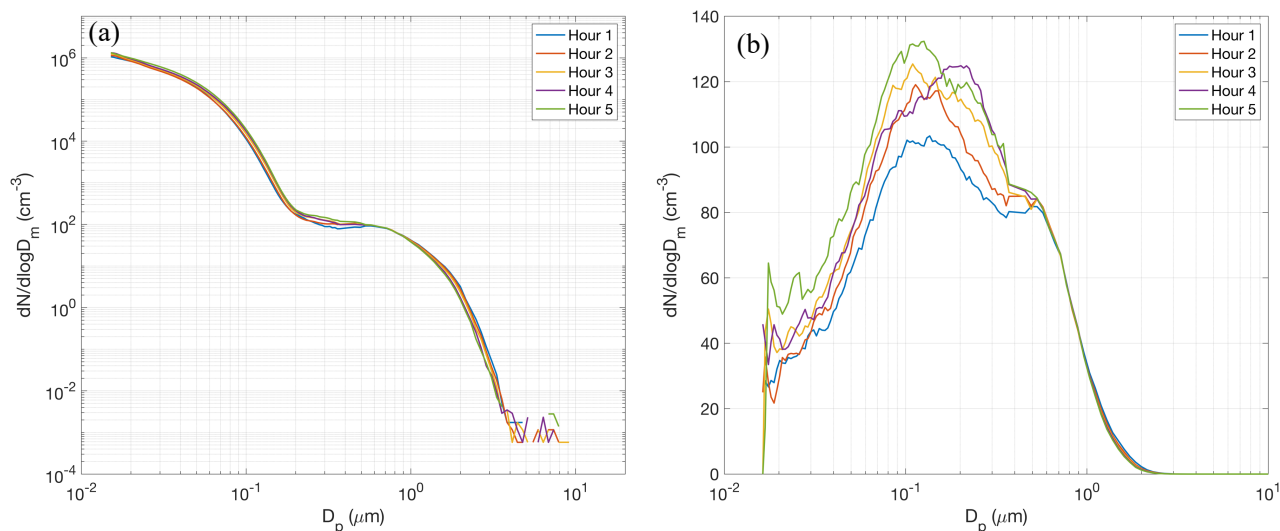 (a)
Hour 1
Hour 2
Hour 3
Hour 4
Hour 5
10^6
10^4
10^2
10^0
10^-2
10^-4
dN/dlogD_m (cm^-3)
10^-2
10^-1
10^0
10^1
D_p (μm)
(b)
Hour 1
Hour 2
Hour 3
Hour 4
Hour 5
140
120
100
80
60
40
20
0
dN/dlogD_m (cm^-3)
10^-2
10^-1
10^0
10^1
D_p (μm)